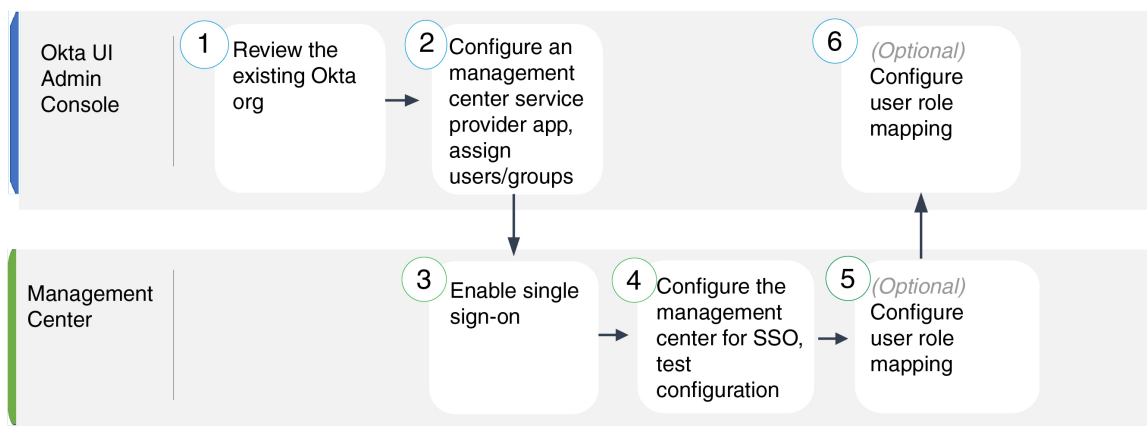 Okta UI
Admin
Console
1
Review the
existing Okta
org
2
Configure an
management
center service
provider app,
assign
users/groups
6
(Optional)
Configure
user role
mapping
Management
Center
3
Enable single
sign-on
4
Configure the
management
center for SSO,
test
configuration
5
(Optional)
Configure
user role
mapping